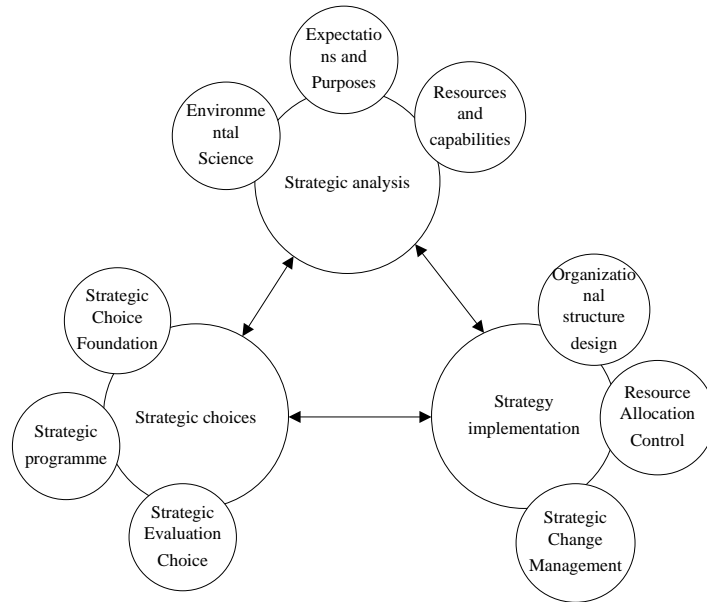 Expectatio
ns and
Purposes
Environme
ntal
Science
Resources
and
capabilities
Strategic analysis
Strategic
Choice
Foundation
Strategic
programme
Strategic
Evaluation
Choice
Strategic choices
Strategy
implementation
Organizatio
nal
structure
design
Resource
Allocation
Control
Strategic
Change
Management